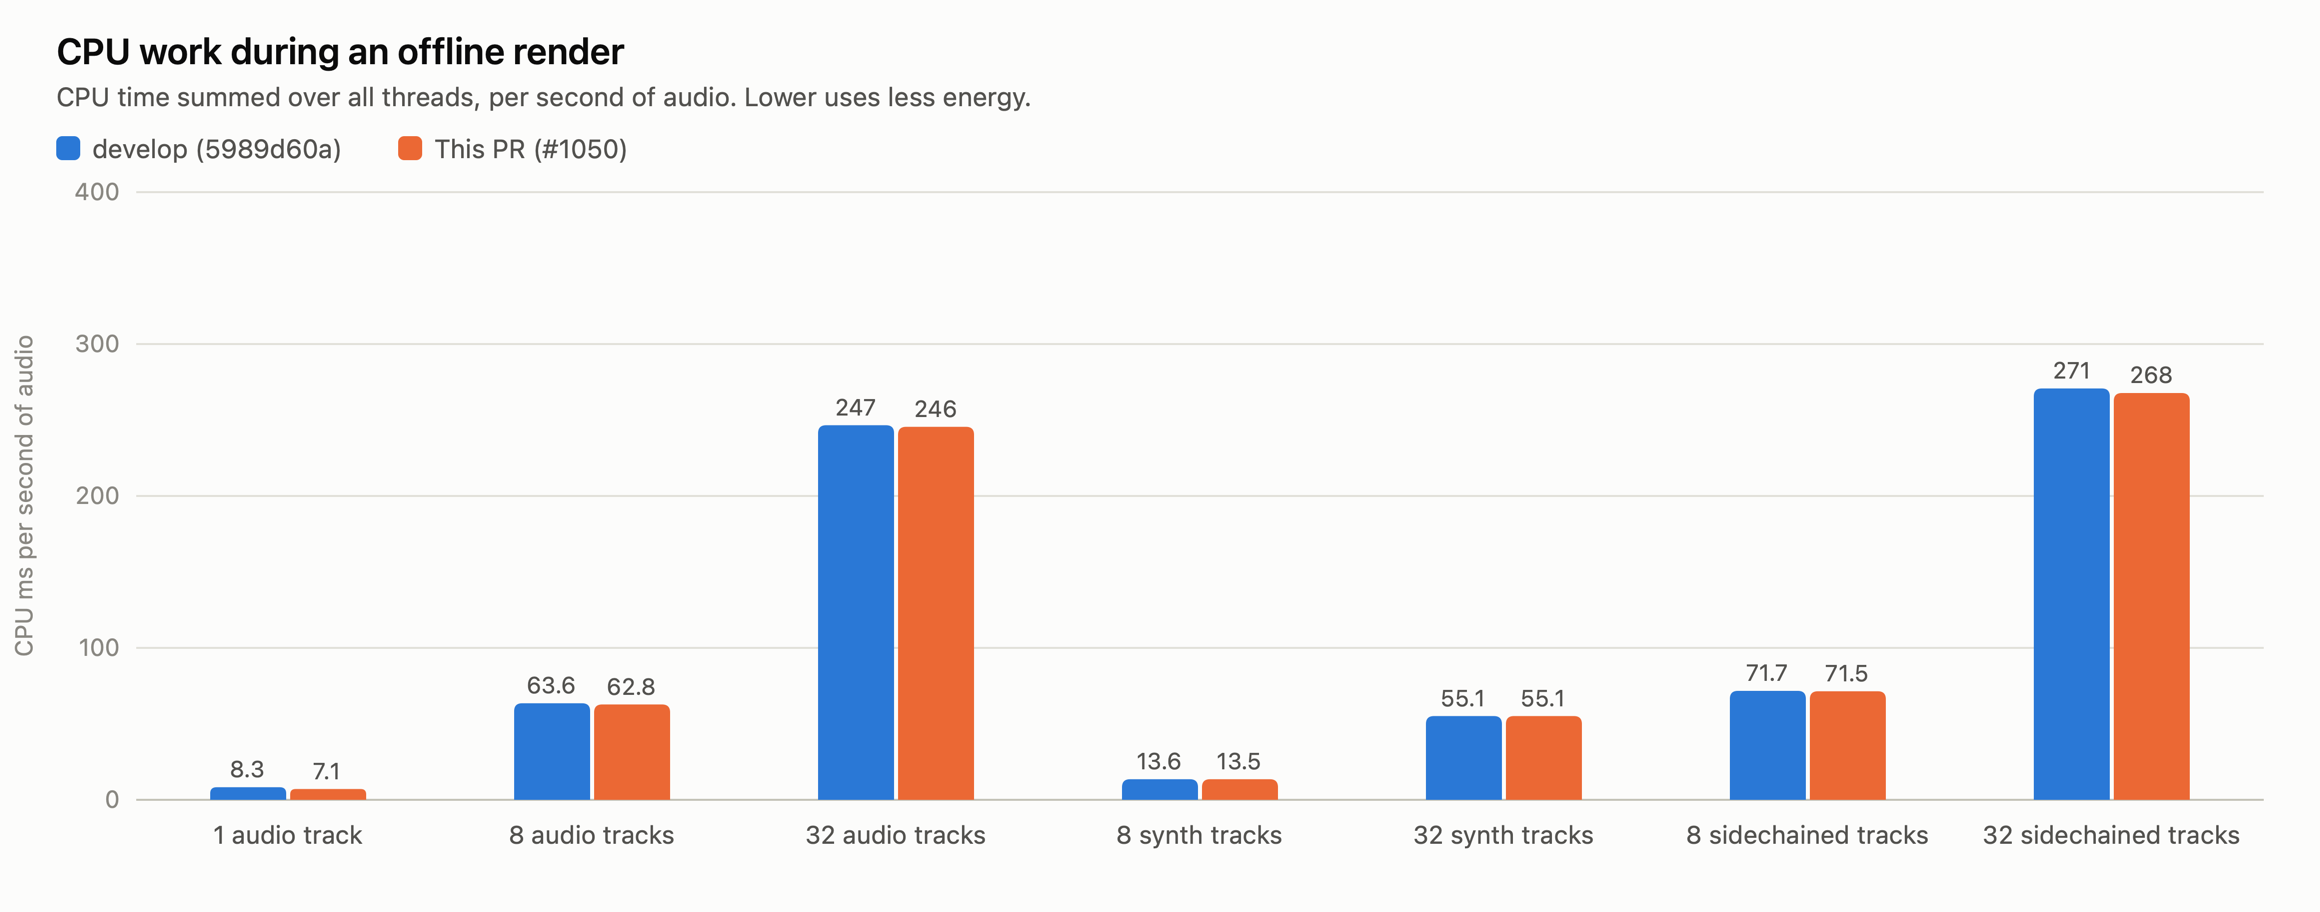 CPU work during an offline render
CPU time summed over all threads, per second of audio. Lower uses less energy.
develop (5989d60a) This PR (#1050)
CPU ms per second of audio
400
300
200
100
0
8.3 7.1
63.6 62.8
247 246
13.6 13.5
55.1 55.1
71.7 71.5
271 268
1 audio track 8 audio tracks 32 audio tracks 8 synth tracks 32 synth tracks 8 sidechained tracks 32 sidechained tracks